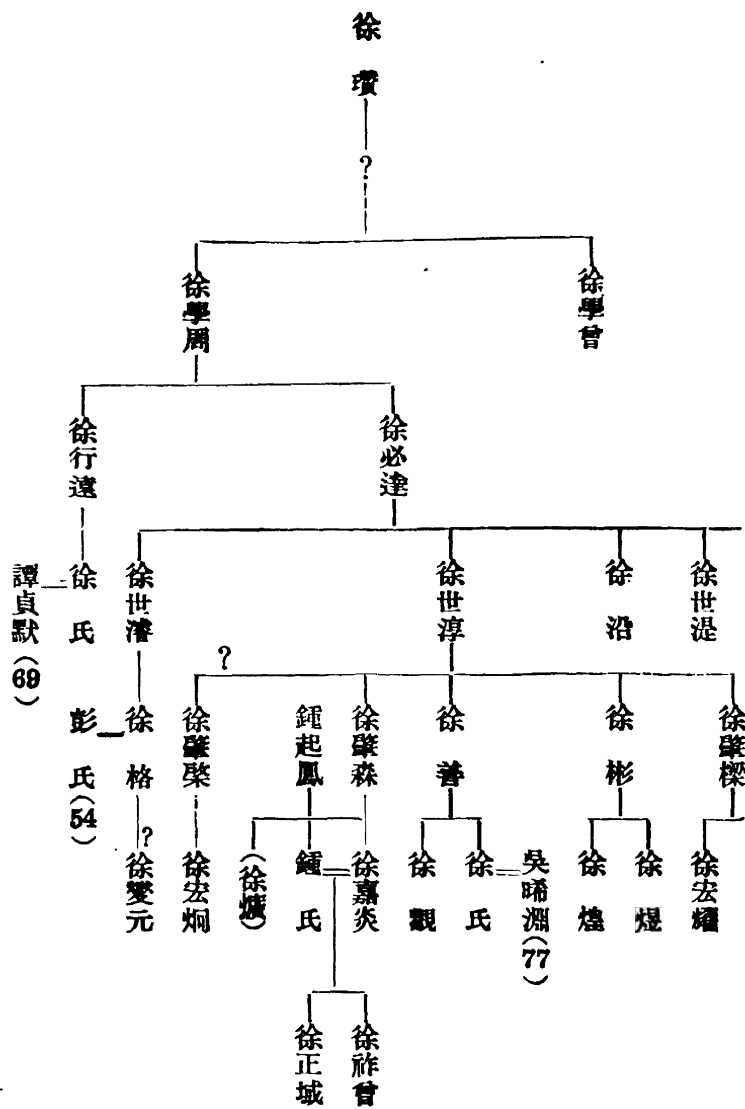 徐瓚
?
徐學曾
徐學周
徐必達
徐行遠
徐世湜
徐沿
徐世淳
徐世濬
徐氏
譚貞默(69)
?
徐肇樑
徐彬
徐善
徐肇森
鍾起鳳
徐肇棨
徐格
彭氏(54)
徐宏燿
徐煜
徐煌
吳晞淵(77)
徐氏
徐觀
徐嘉炎
鍾氏
(徐爌)
徐宏炯
?
徐燮元
徐祚曾
徐正域